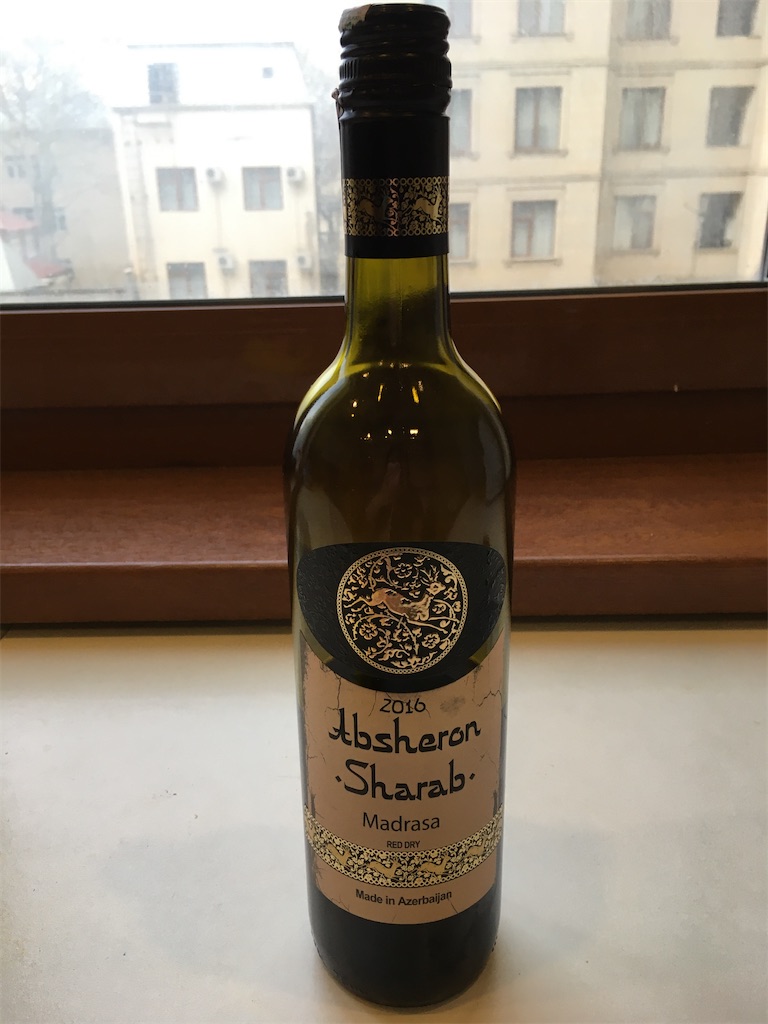 2016
Absheron
·Sharab·
Madrasa
RED DRY
Made in Azerbaijan